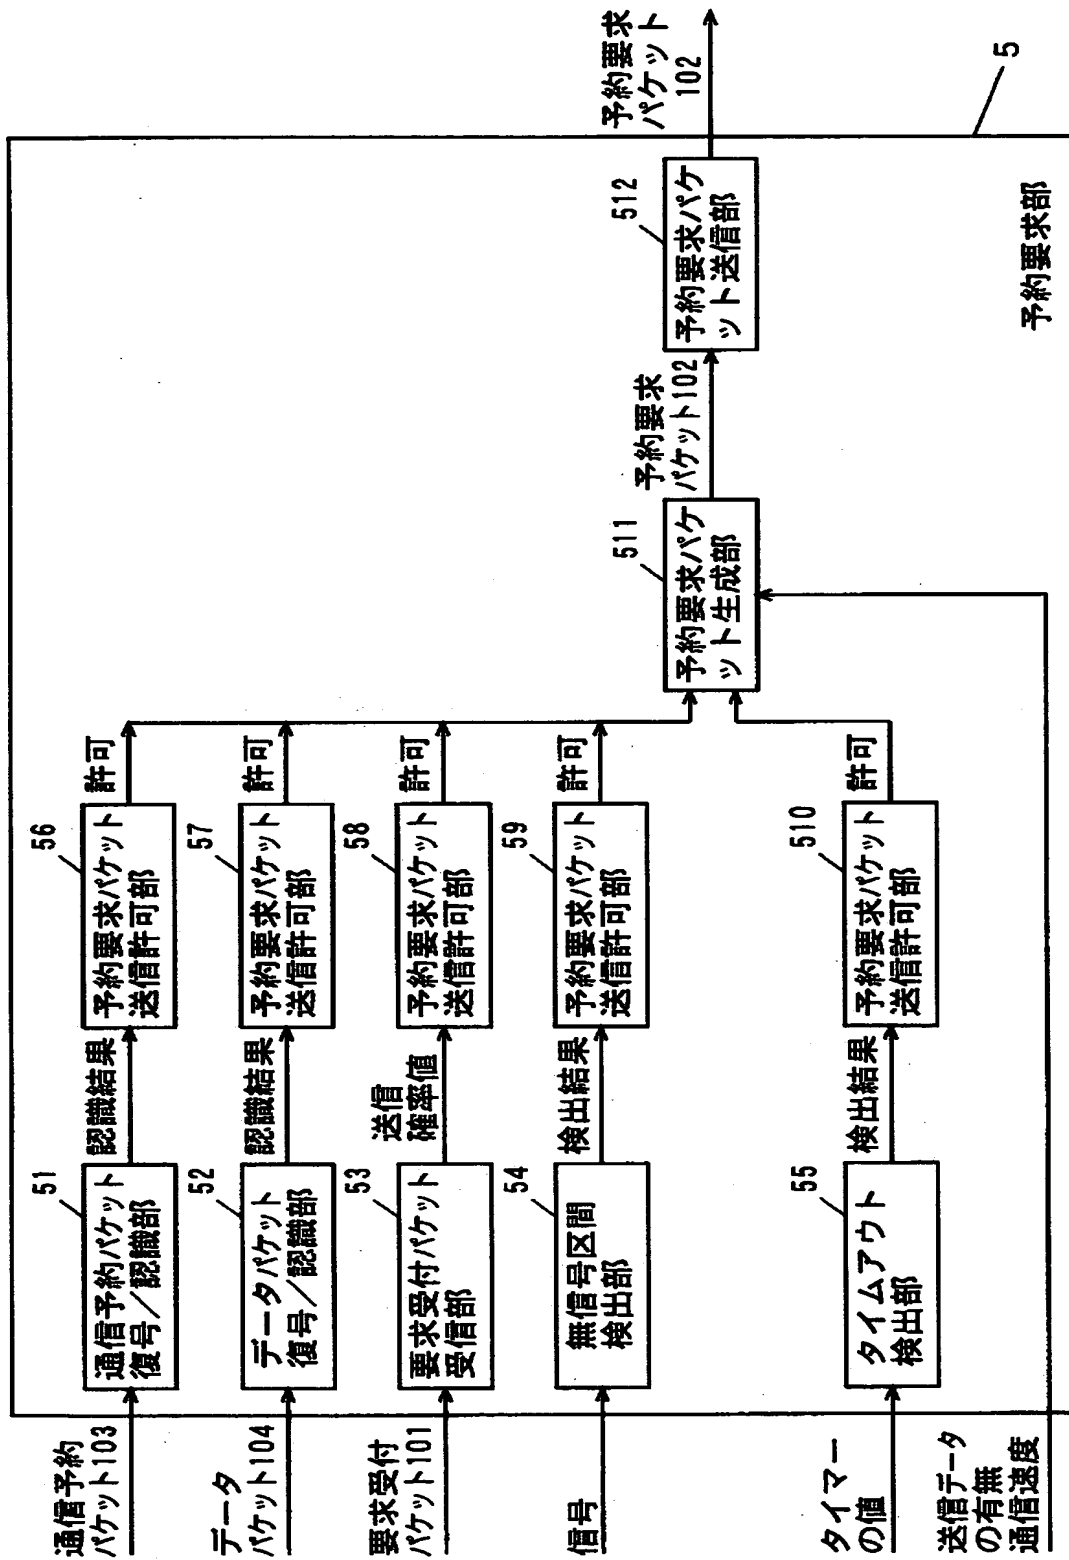 通信予約
パケット103
51
通信予約パケット
復号／認識部
認識結果
56
予約要求パケット
送信許可部
許可
データ
パケット104
52
データパケット
復号／認識部
認識結果
57
予約要求パケット
送信許可部
許可
要求受付
パケット101
53
要求受付パケット
受信部
送信
確率値
58
予約要求パケット
送信許可部
許可
信号
54
無信号区間
検出部
検出結果
59
予約要求パケット
送信許可部
許可
タイマー
の値
55
タイムアウト
検出部
検出結果
510
予約要求パケット
送信許可部
許可
送信データ
の有無
通信速度
511
予約要求パケ
ット生成部
予約要求
パケット102
512
予約要求パケ
ット送信部
予約要求
パケット
102
予約要求部
5